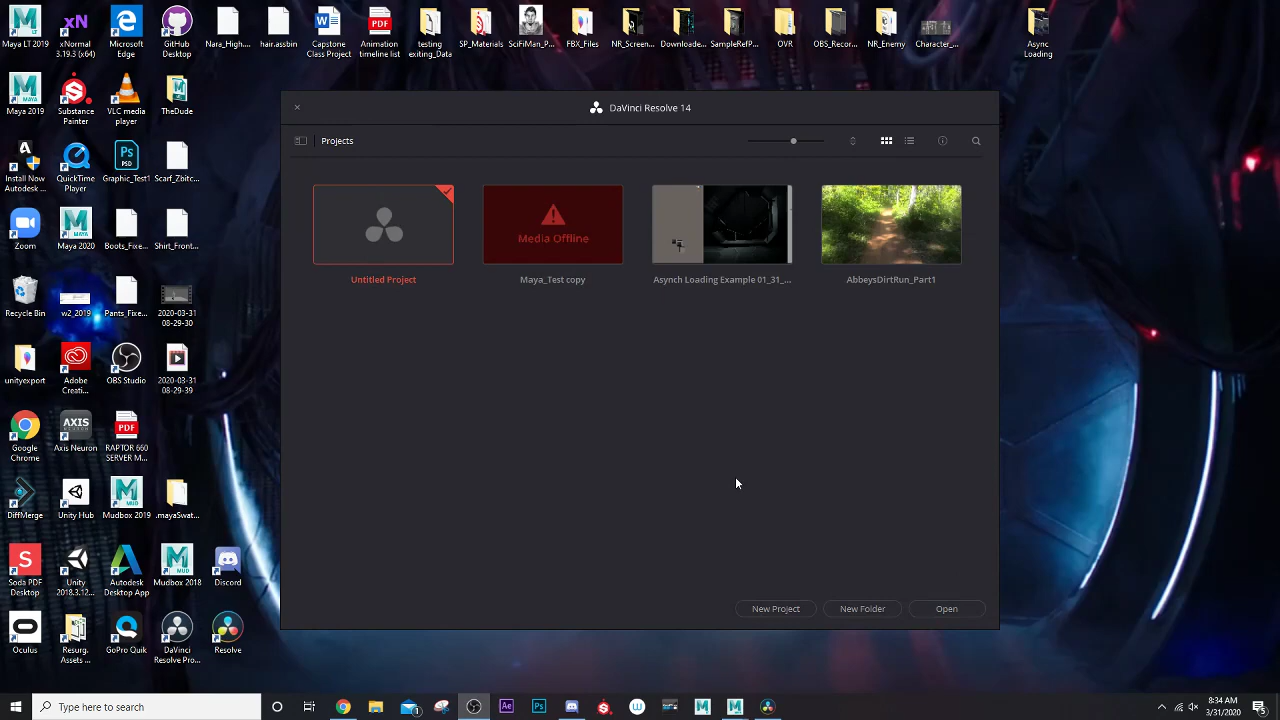 Maya LT 2019
xNormal
3.19.3 (x64)
Microsoft
Edge
GitHub
Desktop
Nara_High...
hair.assbin
Capstone
Class Project
Animation
timeline list
testing
exiting_Data
SP_Materials
SciFiMan_P...
FBX_Files
NR_Screen...
Downloade...
SampleRefP...
OVR
OBS_Recor...
NR_Enemy
Character_...
Async
Loading
Maya 2019
Substance
Painter
VLC media
player
TheDude
Install Now
Autodesk ...
QuickTime
Player
Graphic_Test1
Scarf_Zbitc...
Zoom
Maya 2020
Boots_Fixe...
Shirt_Front...
Recycle Bin
w2_2019
Pants_Fixe...
2020-03-31
08-29-30
unityexport
Adobe
Creati...
OBS Studio
2020-03-31
08-29-39
Google
Chrome
Axis Neuron
RAPTOR 660
SERVER M...
DiffMerge
Unity Hub
Mudbox 2019
.mayaSwat...
Soda PDF
Desktop
Unity
2018.3.12...
Autodesk
Desktop App
Mudbox 2018
Discord
Oculus
Resurg.
Assets ...
GoPro Quik
DaVinci
Resolve Pro...
Resolve
DaVinci Resolve 14
Projects
Media Offline
Untitled Project
Maya_Test copy
Asynch Loading Example 01_31_...
AbbeysDirtRun_Part1
New Project
New Folder
Open
Type here to search
8:34 AM
3/31/2020